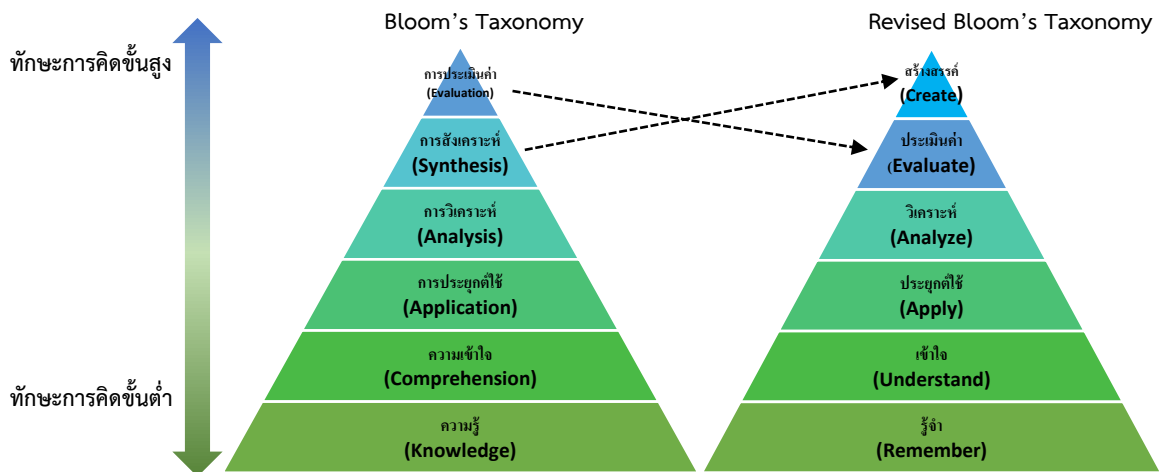 Bloom's Taxonomy
Revised Bloom's Taxonomy
ทักษะการคิดขั้นสูง
ทักษะการคิดขั้นต่ำ
การประเมินค่า
(Evaluation)
การสังเคราะห์
(Synthesis)
การวิเคราะห์
(Analysis)
การประยุกต์ใช้
(Application)
ความเข้าใจ
(Comprehension)
ความรู้
(Knowledge)
สร้างสรรค์
(Create)
ประเมินค่า
(Evaluate)
วิเคราะห์
(Analyze)
ประยุกต์ใช้
(Apply)
เข้าใจ
(Understand)
รู้จำ
(Remember)